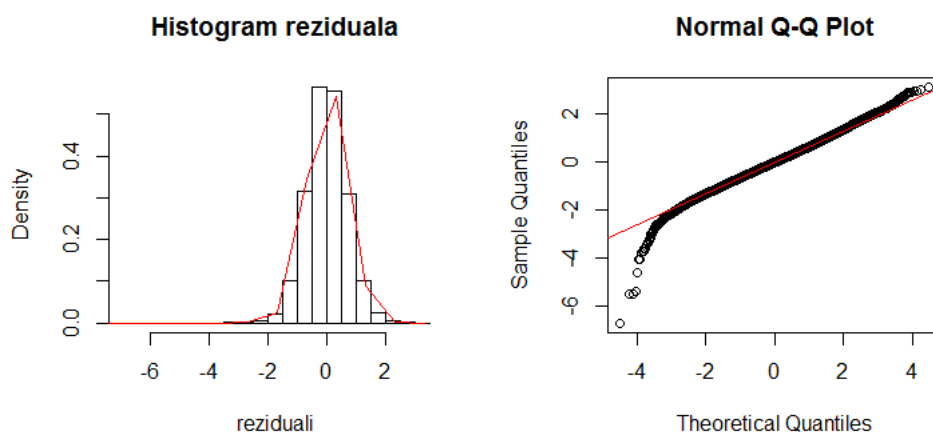 Histogram reziduala
Density
0.0 0.2 0.4
-6 -4 -2 0 2
reziduali
Normal Q-Q Plot
Sample Quantiles
-6 -4 -2 0 2
-4 -2 0 2 4
Theoretical Quantiles